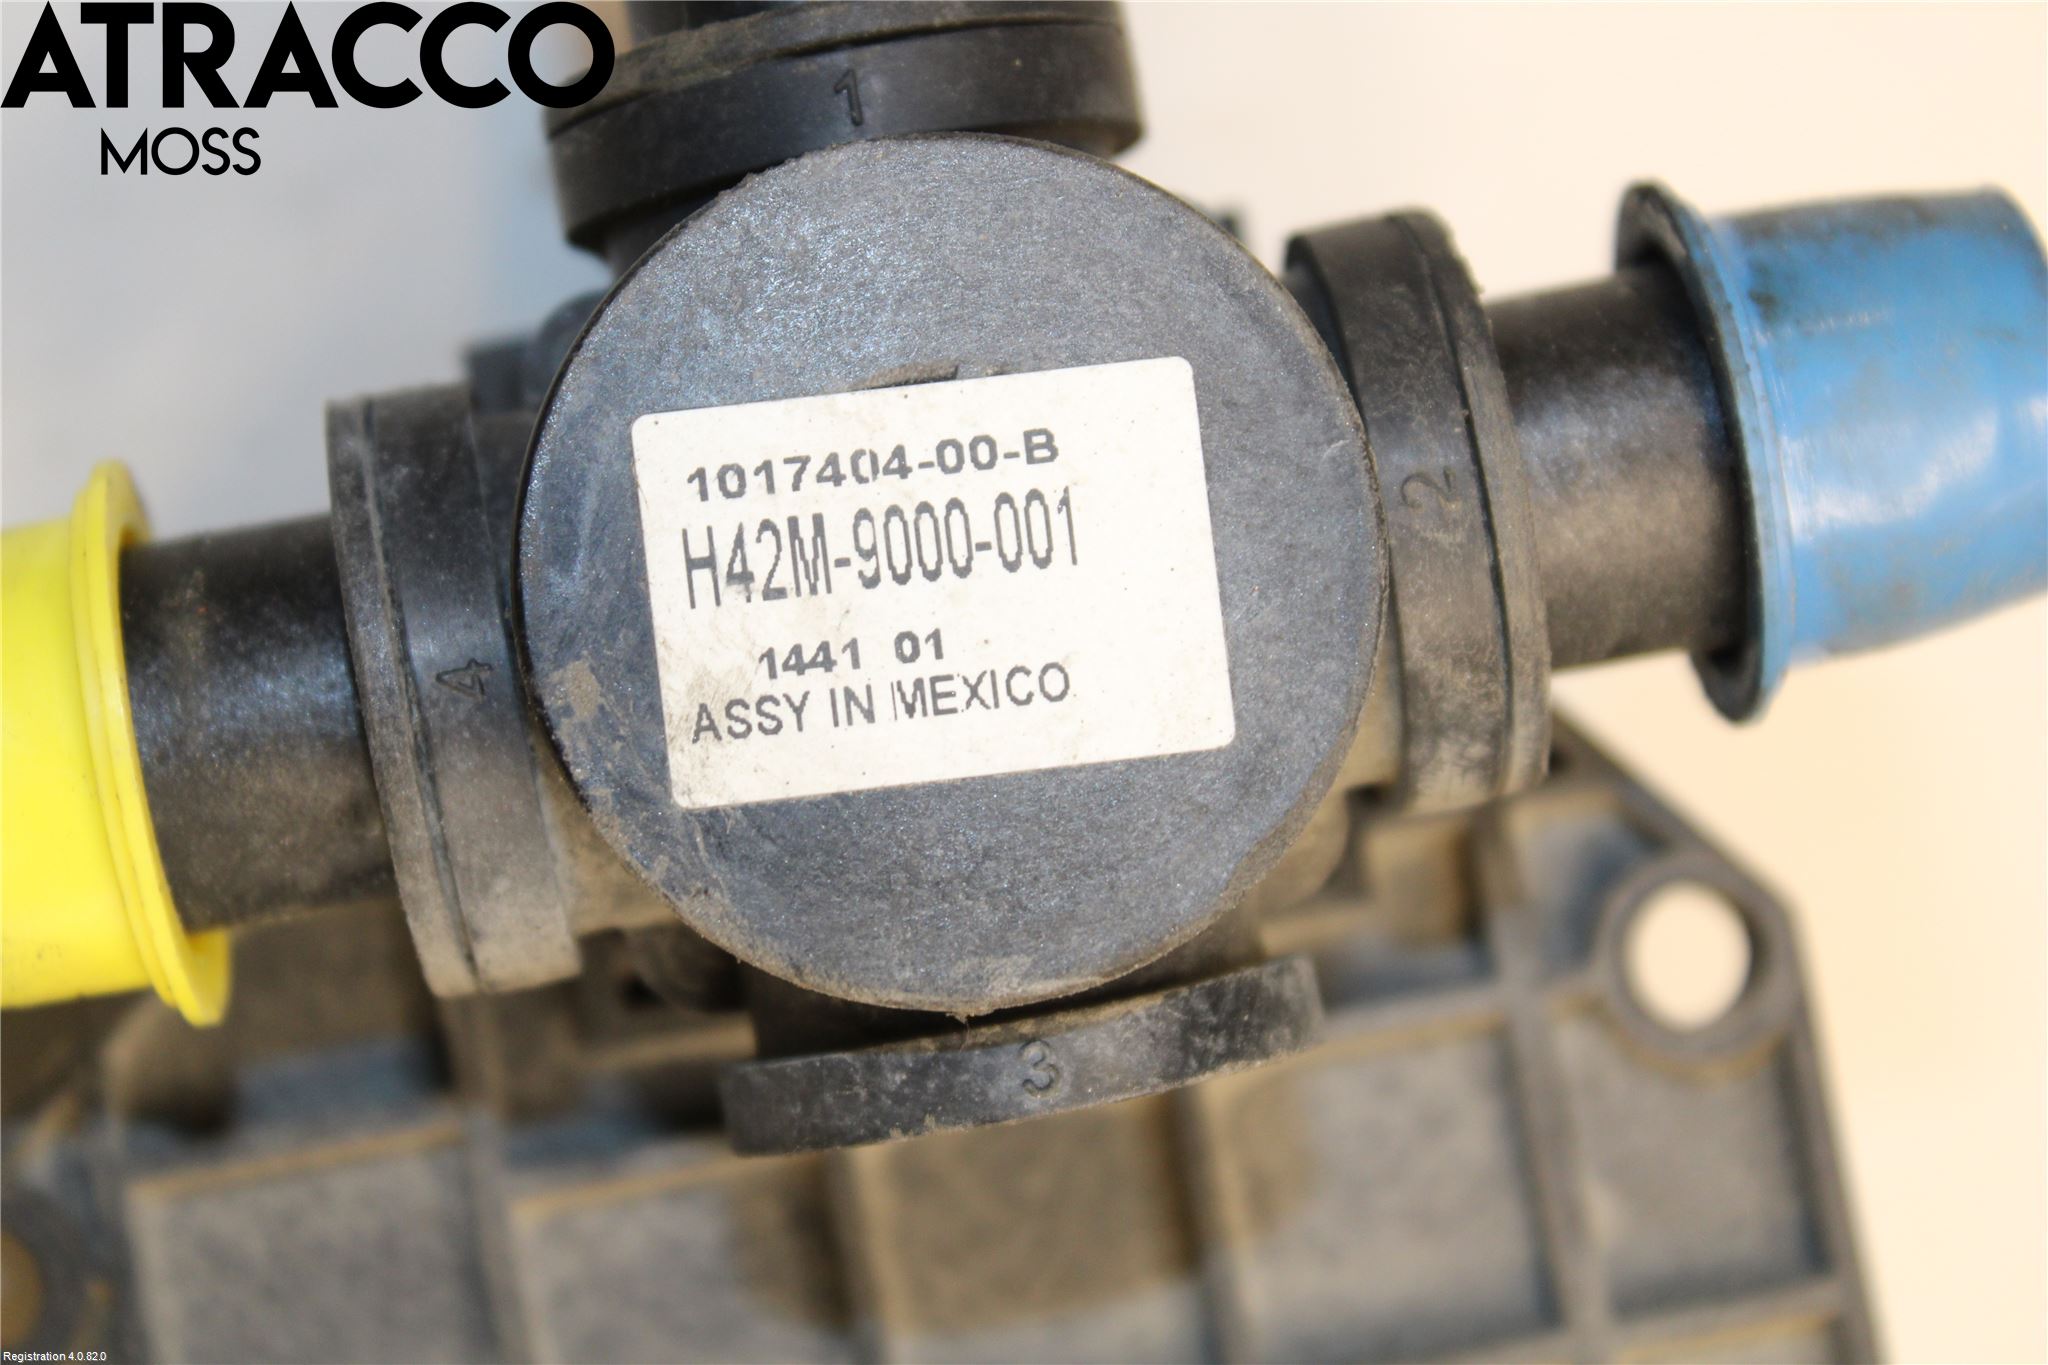 ATRACCO
MOSS
1
1017404-00-B
H42M-9000-001
1441 01
ASSY IN MEXICO
2
4
3
Registration 4.0.82.0